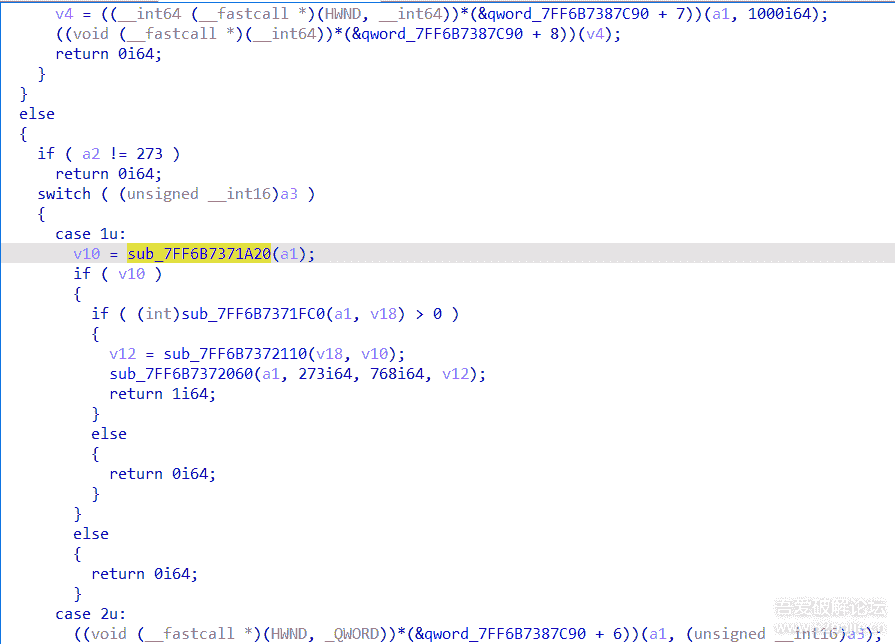 v4 = ((__int64 (__fastcall *)(HWND, __int64))*(&qword_7FF6B7387C90 + 7))(a1, 1000i64);
((void (__fastcall *)(__int64))*(&qword_7FF6B7387C90 + 8))(v4);
return 0i64;
}
}
else
{
if ( a2 != 273 )
return 0i64;
switch ( (unsigned __int16)a3 )
{
case 1u:
v10 = sub_7FF6B7371A20(a1);
if ( v10 )
{
if ( (int)sub_7FF6B7371FC0(a1, v18) > 0 )
{
v12 = sub_7FF6B7372110(v18, v10);
sub_7FF6B7372060(a1, 273i64, 768i64, v12);
return 1i64;
}
else
{
return 0i64;
}
}
else
{
return 0i64;
}
case 2u:
((void (__fastcall *)(HWND, _QWORD))*(&qword_7FF6B7387C90 + 6))(a1, (unsigned __int16)a3);
吾爱破解论坛